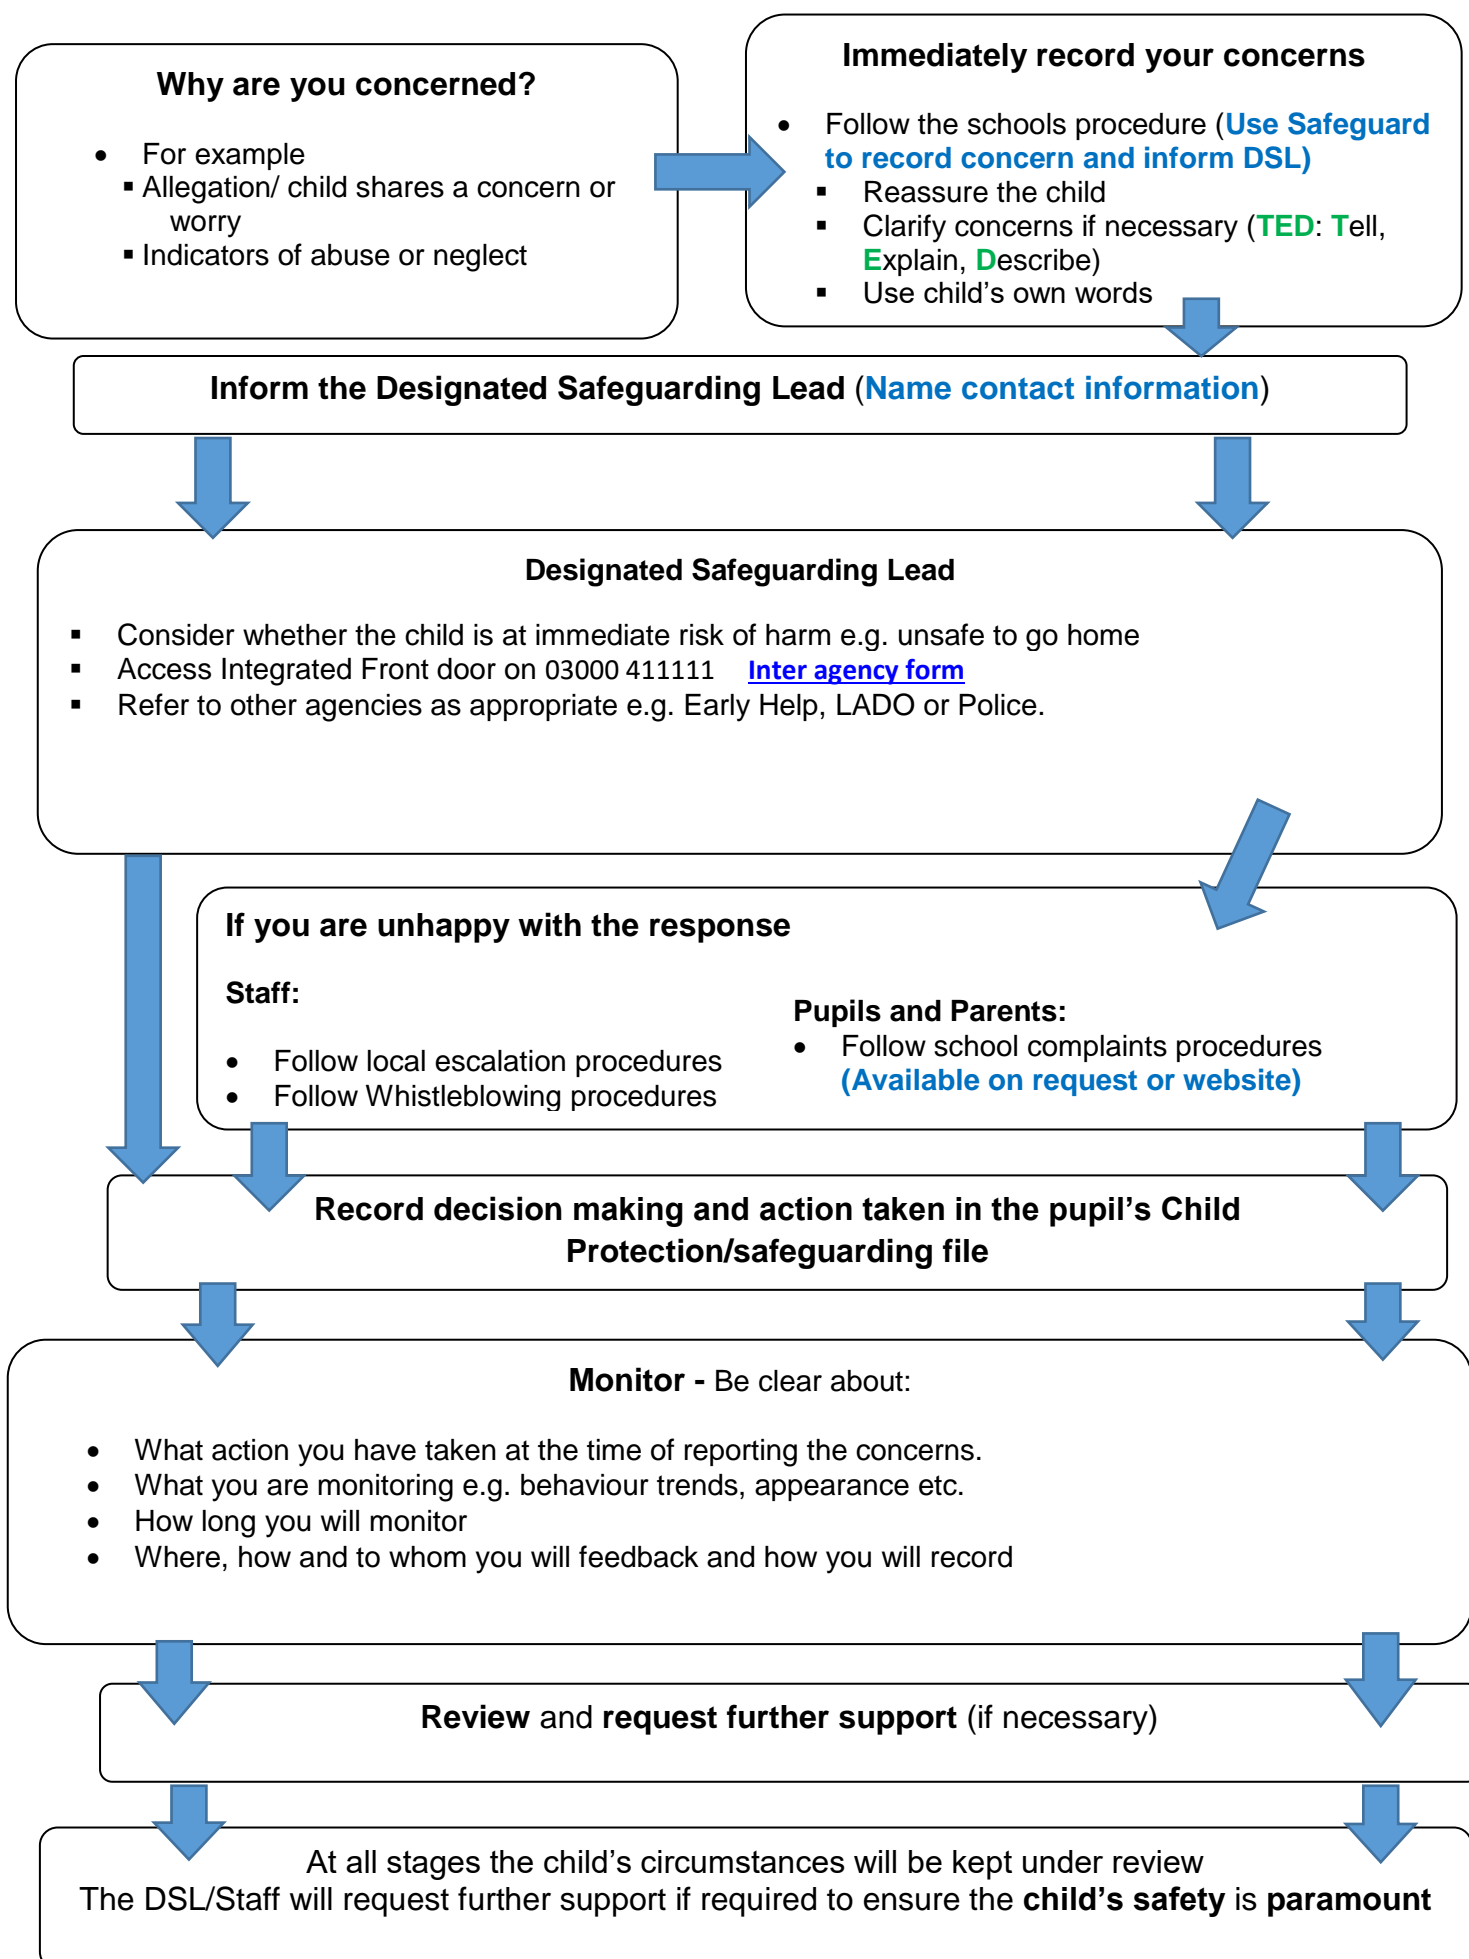 Why are you concerned?
• For example
▪ Allegation/ child shares a concern or
worry
▪ Indicators of abuse or neglect
Immediately record your concerns
• Follow the schools procedure (Use Safeguard
to record concern and inform DSL)
▪ Reassure the child
▪ Clarify concerns if necessary (TED: Tell,
Explain, Describe)
▪ Use child's own words
Inform the Designated Safeguarding Lead (Name contact information)
Designated Safeguarding Lead
▪ Consider whether the child is at immediate risk of harm e.g. unsafe to go home
▪ Access Integrated Front door on 03000 411111 Inter agency form
▪ Refer to other agencies as appropriate e.g. Early Help, LADO or Police.
If you are unhappy with the response
Staff:
• Follow local escalation procedures
• Follow Whistleblowing procedures
Pupils and Parents:
• Follow school complaints procedures
(Available on request or website)
Record decision making and action taken in the pupil's Child
Protection/safeguarding file
Monitor - Be clear about:
• What action you have taken at the time of reporting the concerns.
• What you are monitoring e.g. behaviour trends, appearance etc.
• How long you will monitor
• Where, how and to whom you will feedback and how you will record
Review and request further support (if necessary)
At all stages the child's circumstances will be kept under review
The DSL/Staff will request further support if required to ensure the child's safety is paramount